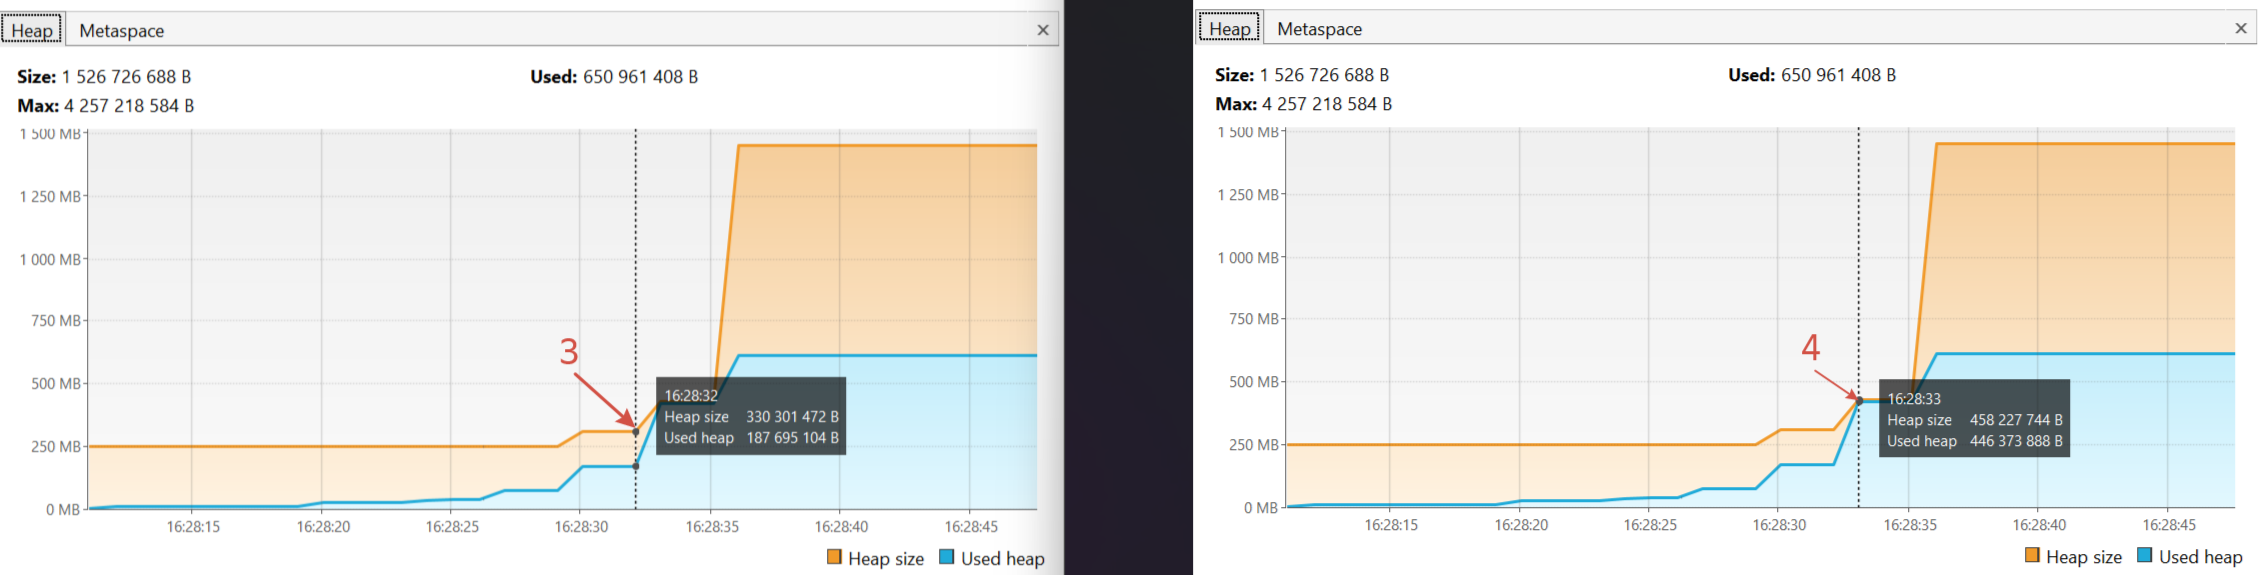 Heap Metaspace ×
Size: 1 526 726 688 B Used: 650 961 408 B
Max: 4 257 218 584 B
1 500 MB
1 250 MB
1 000 MB
750 MB
500 MB
250 MB
0 MB
3
16:28:32
Heap size 330 301 472 B
Used heap 187 695 104 B
16:28:15 16:28:20 16:28:25 16:28:30 16:28:35 16:28:40 16:28:45
Heap size Used heap
Heap Metaspace ×
Size: 1 526 726 688 B Used: 650 961 408 B
Max: 4 257 218 584 B
1 500 MB
1 250 MB
1 000 MB
750 MB
500 MB
250 MB
0 MB
4
16:28:33
Heap size 458 227 744 B
Used heap 446 373 888 B
16:28:15 16:28:20 16:28:25 16:28:30 16:28:35 16:28:40 16:28:45
Heap size Used heap